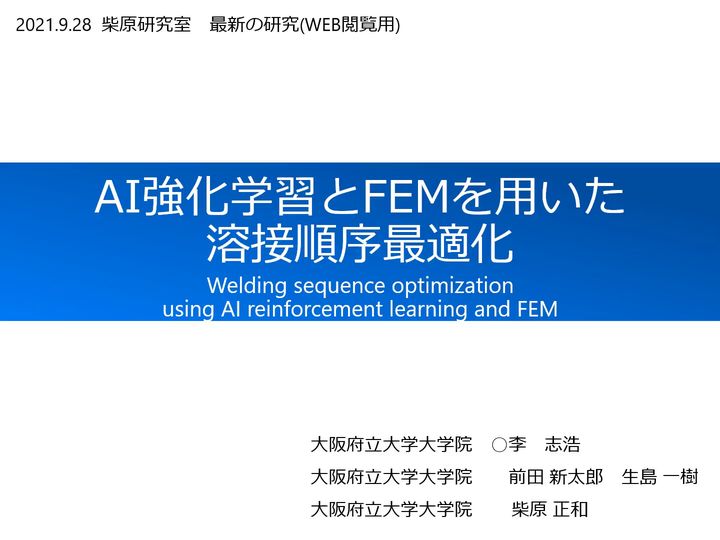 2021.9.28 柴原研究室　最新の研究(WEB閲覧用)
AI強化学習とFEMを用いた
溶接順序最適化
Welding sequence optimization
using AI reinforcement learning and FEM
大阪府立大学大学院　○李　志浩
大阪府立大学大学院　　前田 新太郎　生島 一樹
大阪府立大学大学院　　柴原 正和